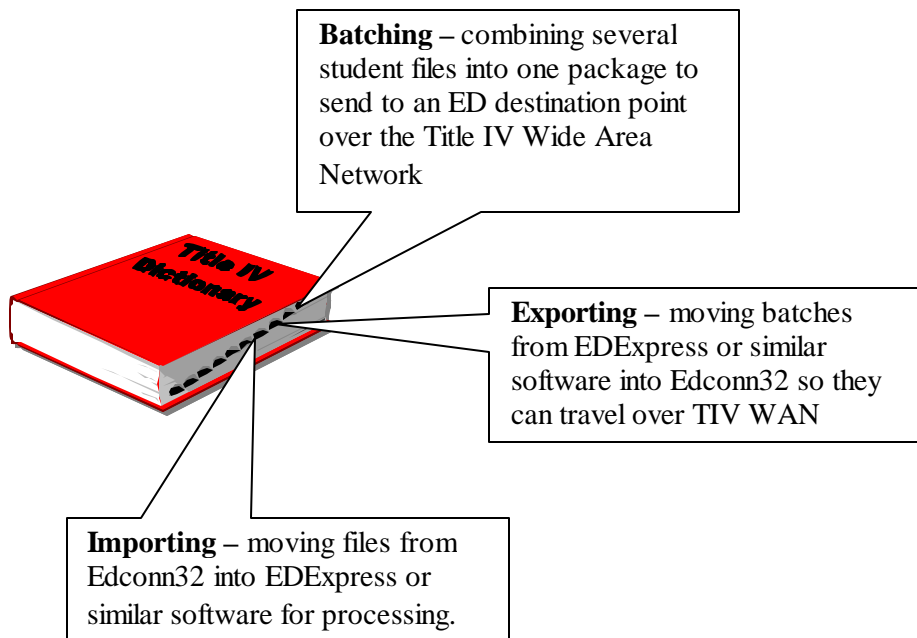 Batching – combining several
student files into one package to
send to an ED destination point
over the Title IV Wide Area
Network
Title IV
Dictionary
Exporting – moving batches
from EDExpress or similar
software into Edconn32 so they
can travel over TIV WAN
Importing – moving files from
Edconn32 into EDExpress or
similar software for processing.